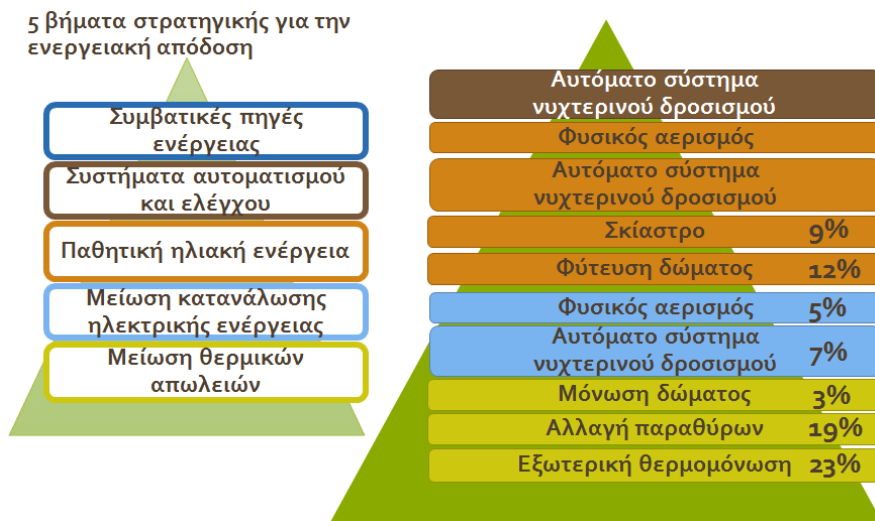 5 βήματα στρατηγικής για την
ενεργειακή απόδοση
Συμβατικές πηγές
ενέργειας
Συστήματα αυτοματισμού
και ελέγχου
Παθητική ηλιακή ενέργεια
Μείωση κατανάλωσης
ηλεκτρικής ενέργειας
Μείωση θερμικών
απωλειών
Αυτόματο σύστημα
νυχτερινού δροσισμού
Φυσικός αερισμός
Αυτόματο σύστημα
νυχτερινού δροσισμού
Σκίαστρο 9%
Φύτευση δώματος 12%
Φυσικός αερισμός 5%
Αυτόματο σύστημα
νυχτερινού δροσισμού 7%
Μόνωση δώματος 3%
Αλλαγή παραθύρων 19%
Εξωτερική θερμομόνωση 23%